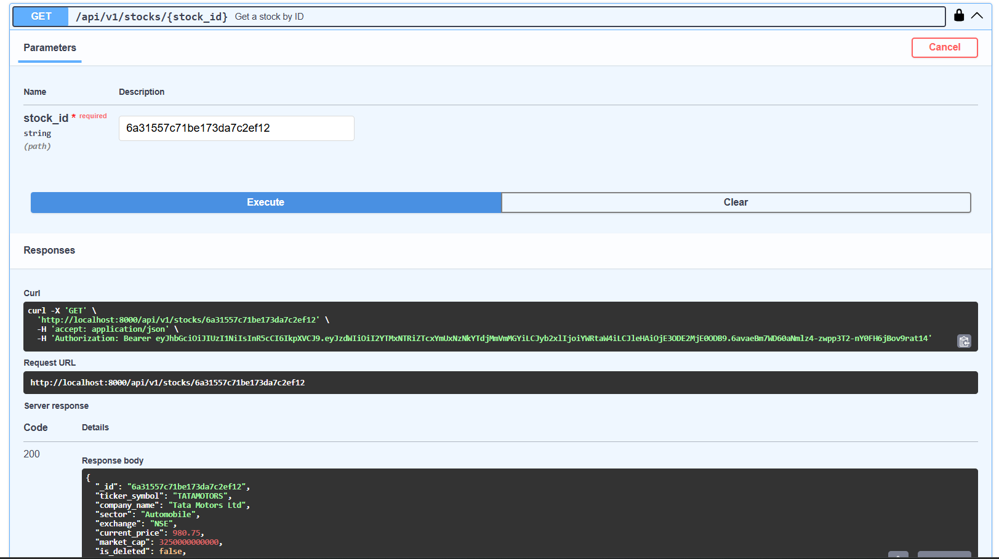 GET /api/v1/stocks/{stock_id} Get a stock by ID
Parameters
Cancel
Name Description
stock_id * required
string
(path)
6a31557c71be173da7c2ef12
Execute Clear
Responses
Curl
curl -X 'GET' \
'http://localhost:8000/api/v1/stocks/6a31557c71be173da7c2ef12' \
-H 'accept: application/json' \
-H 'Authorization: Bearer eyJhbGciOiJIUzI1NiIsInR5cCI6IkpXVCJ9.eyJzdWIiOiI2YTMxNTRiZTcxYmUxNzNkYTdjMmVmMGYiLCJyb2xlIjoiYWRtaW4iLCJleHAiOjE3ODE2MjE0ODB9.6avaeBm7WD60aNmlz4-zwpp3T2-nY0FH6jBov9rat14'
Request URL
http://localhost:8000/api/v1/stocks/6a31557c71be173da7c2ef12
Server response
Code Details
200
Response body
{
"_id": "6a31557c71be173da7c2ef12",
"ticker_symbol": "TATAMOTORS",
"company_name": "Tata Motors Ltd",
"sector": "Automobile",
"exchange": "NSE",
"current_price": 980.75,
"market_cap": 3250000000000,
"is_deleted": false,